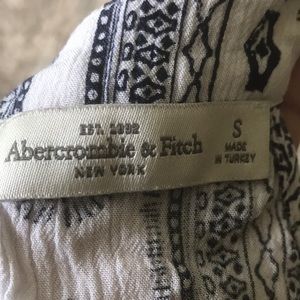 EST. 1892
Abercrombie & Fitch
NEW YORK
S
MADE
IN TURKEY